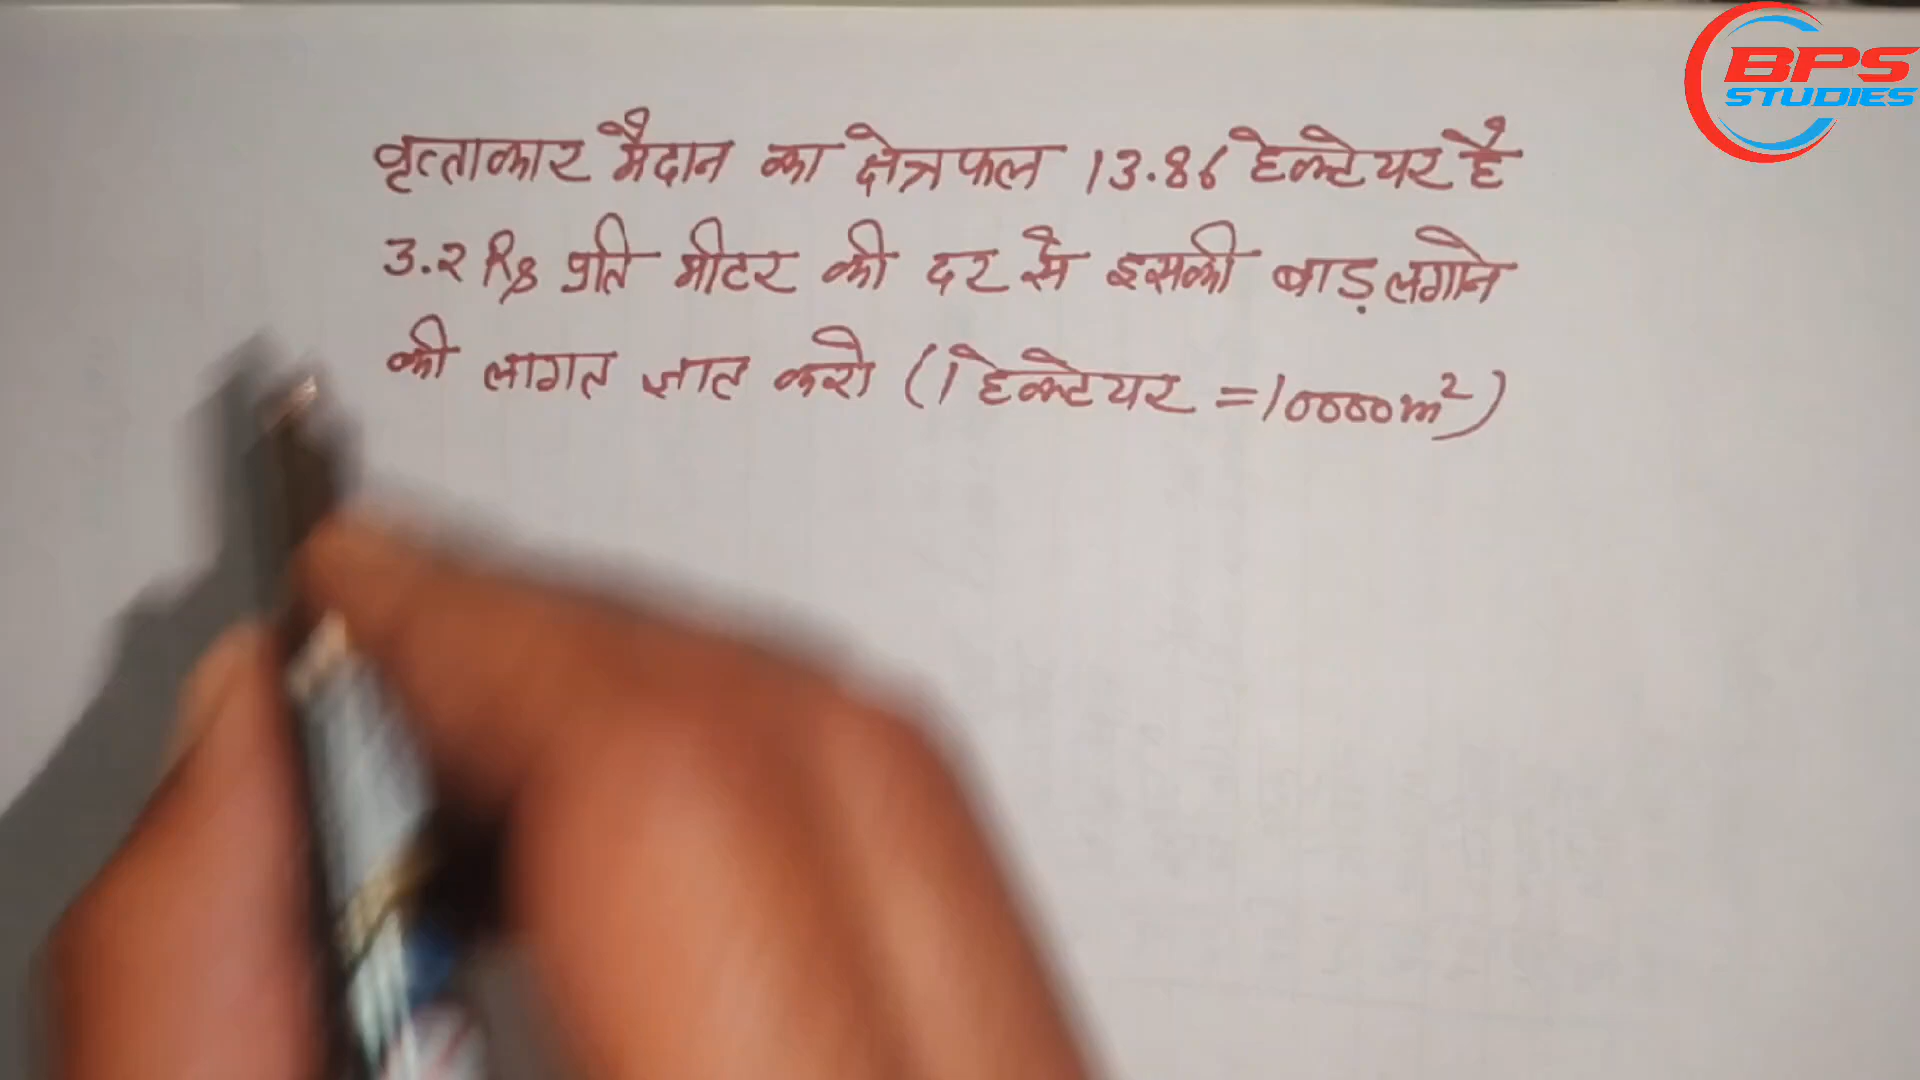 BPS
STUDIES
वृत्ताकार मैदान का क्षेत्रफल 13.86 हेक्टेयर है
3.2 Rs प्रति मीटर की दर से इसकी बाड़ लगाने
की लागत ज्ञात करो (1 हेक्टेयर = 10000m²)